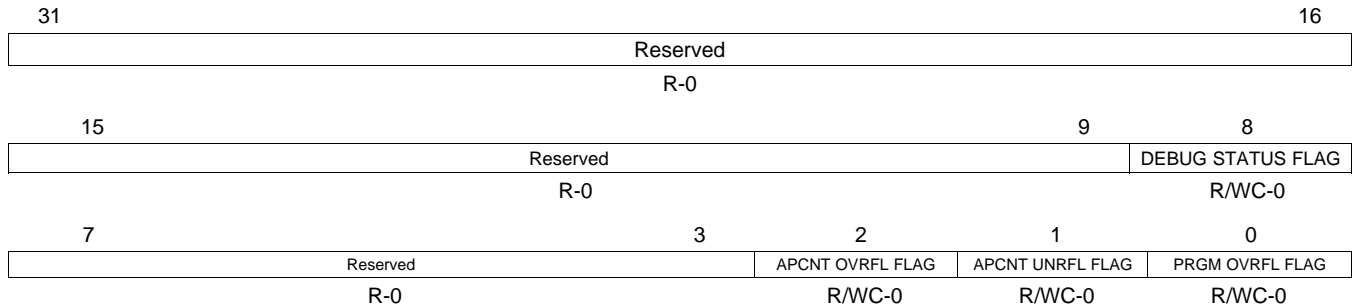 31 16
Reserved
R-0
15 9 8
Reserved DEBUG STATUS FLAG
R-0 R/WC-0
7 3 2 1 0
Reserved APCNT OVRFL FLAG APCNT UNRFL FLAG PRGM OVRFL FLAG
R-0 R/WC-0 R/WC-0 R/WC-0